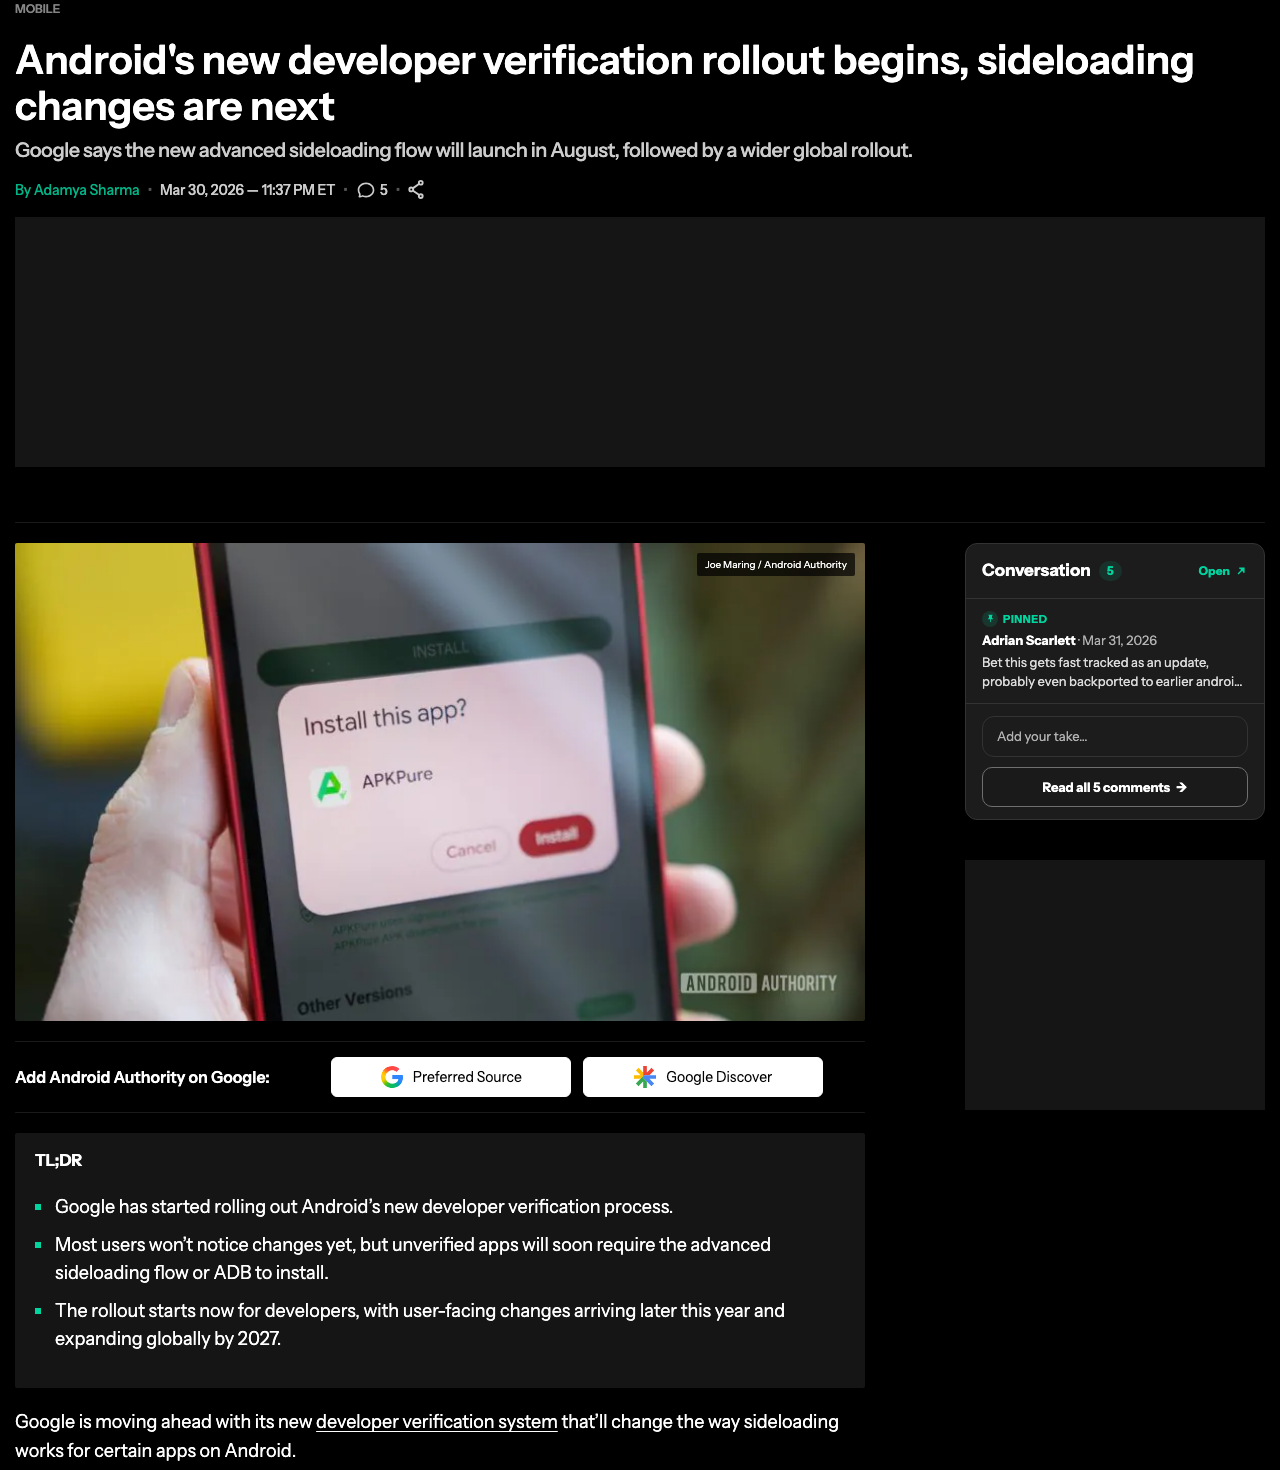 MOBILE
Android's new developer verification rollout begins, sideloading
changes are next
Google says the new advanced sideloading flow will launch in August, followed by a wider global rollout.
By Adamya Sharma • Mar 30, 2026 — 11:37 PM ET • 5 •
Joe Maring / Android Authority
INSTALL
Install this app?
APKPure
Cancel
Install
Other Versions
ANDROID AUTHORITY
Conversation 5 Open
PINNED
Adrian Scarlett · Mar 31, 2026
Bet this gets fast tracked as an update,
probably even backported to earlier androi...
Add your take...
Read all 5 comments →
Add Android Authority on Google:
Preferred Source
Google Discover
TL;DR
Google has started rolling out Android’s new developer verification process.
Most users won’t notice changes yet, but unverified apps will soon require the advanced
sideloading flow or ADB to install.
The rollout starts now for developers, with user-facing changes arriving later this year and
expanding globally by 2027.
Google is moving ahead with its new developer verification system that’ll change the way sideloading
works for certain apps on Android.